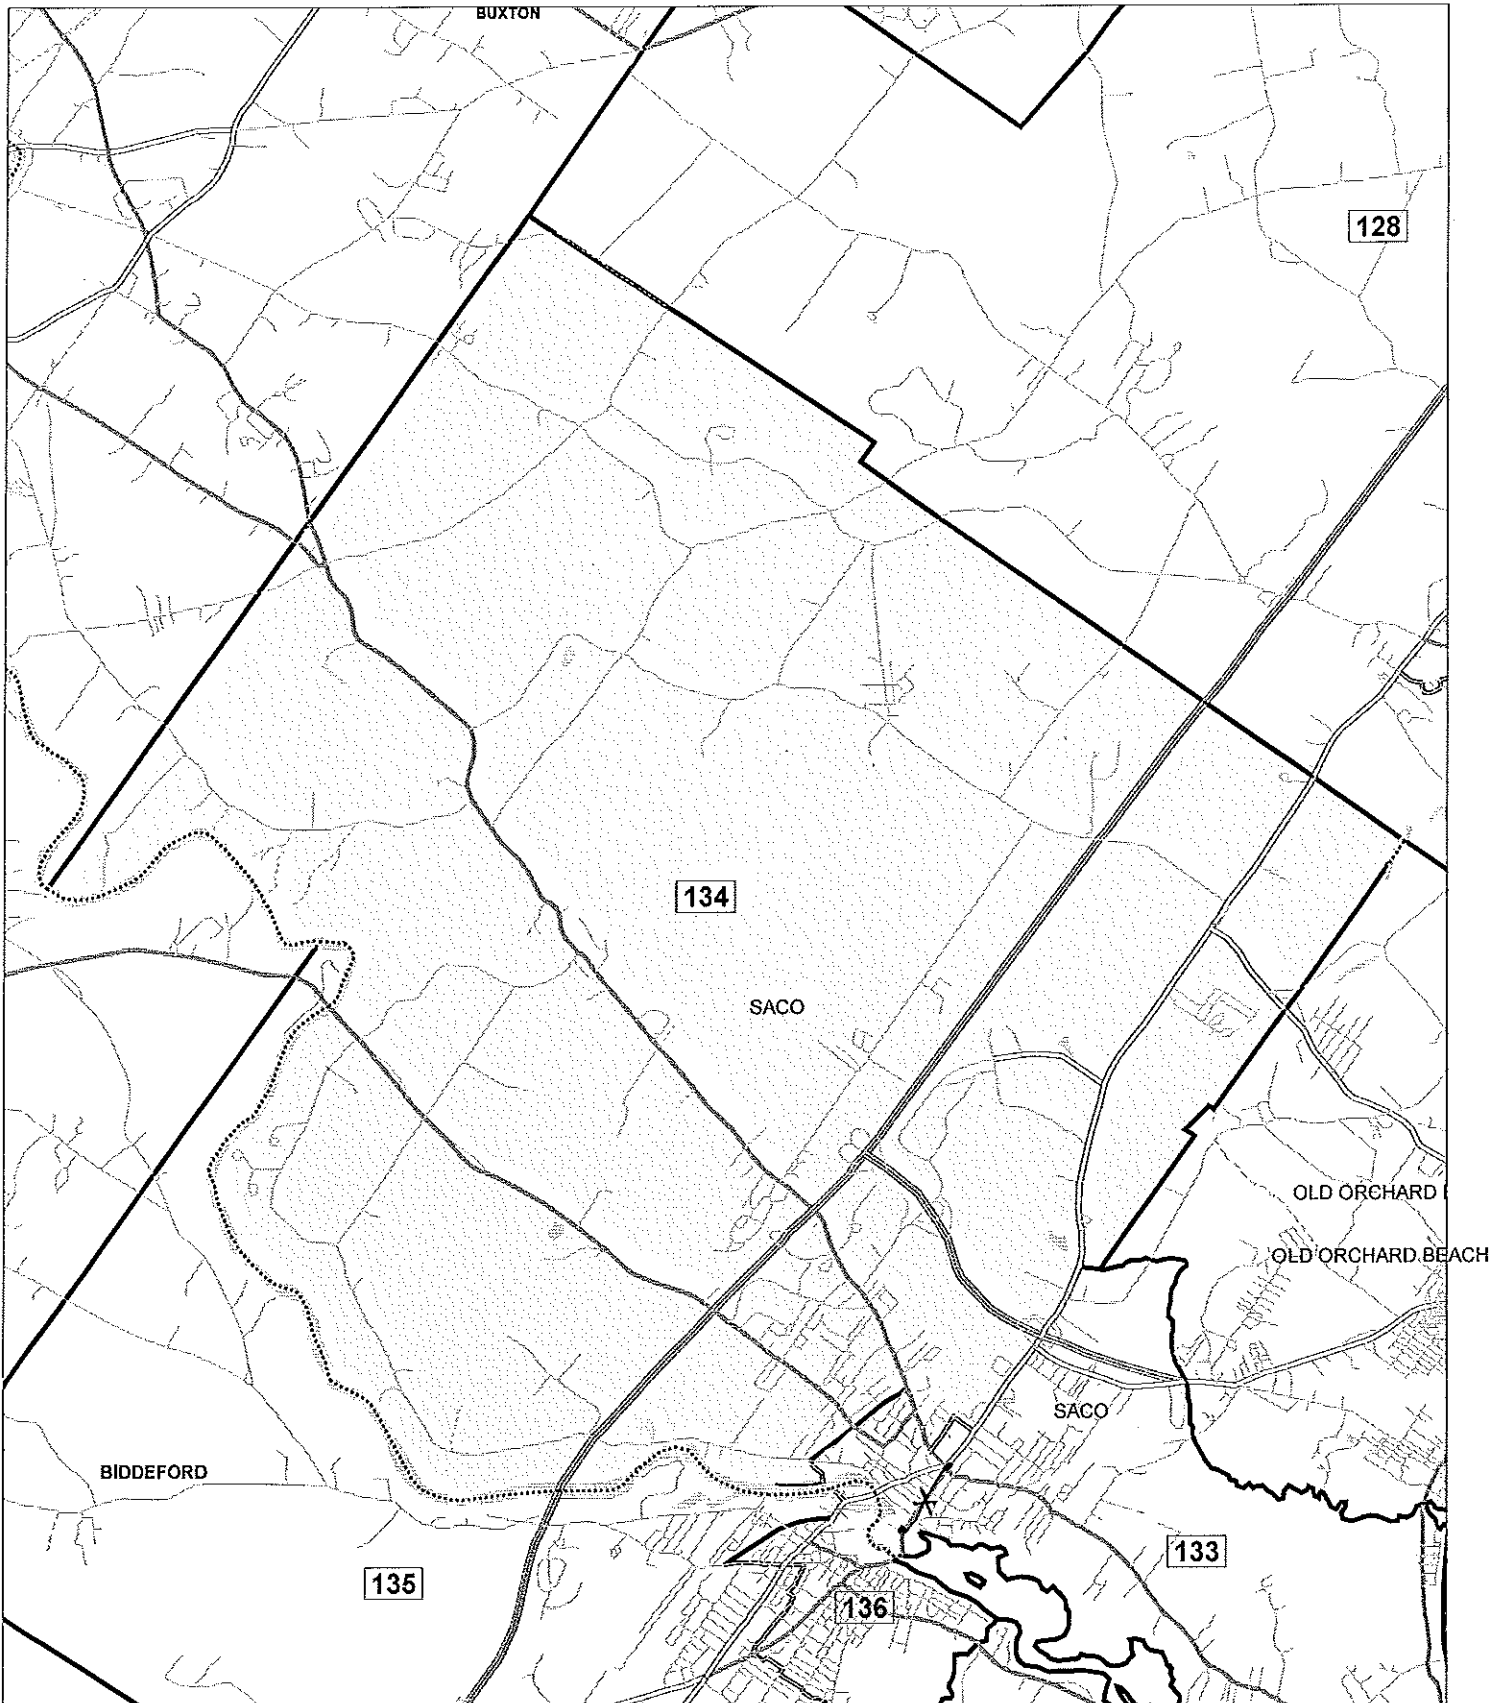 BUXTON
128
134
SACO
OLD ORCHARD
OLD ORCHARD BEACH
SACO
BIDDEFORD
133
135
136